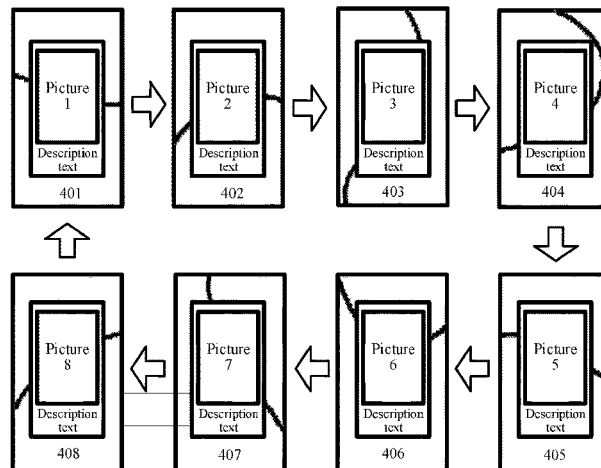 Picture
1
Description
text
401
Picture
2
Description
text
402
Picture
3
Description
text
403
Picture
4
Description
text
404
Picture
8
Description
text
408
Picture
7
Description
text
407
Picture
6
Description
text
406
Picture
5
Description
text
405